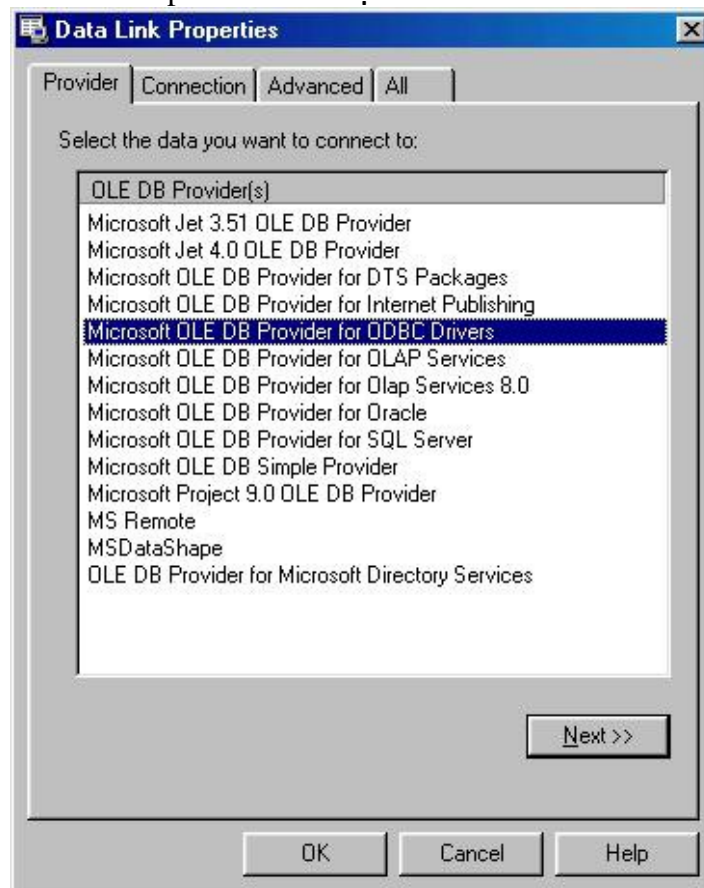 Data Link Properties
Provider Connection Advanced All
Select the data you want to connect to:
OLE DB Provider(s)
Microsoft Jet 3.51 OLE DB Provider
Microsoft Jet 4.0 OLE DB Provider
Microsoft OLE DB Provider for DTS Packages
Microsoft OLE DB Provider for Internet Publishing
Microsoft OLE DB Provider for ODBC Drivers
Microsoft OLE DB Provider for OLAP Services
Microsoft OLE DB Provider for Olap Services 8.0
Microsoft OLE DB Provider for Oracle
Microsoft OLE DB Provider for SQL Server
Microsoft OLE DB Simple Provider
Microsoft Project 9.0 OLE DB Provider
MS Remote
MSDataShape
OLE DB Provider for Microsoft Directory Services
Next >>
OK Cancel Help